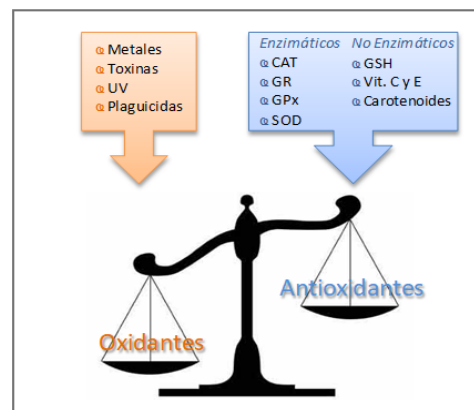 Metales
Toxinas
UV
Plaguicidas
Enzimáticos No Enzimáticos
CAT GSH
GR Vit. C y E
GPx Carotenoides
SOD
Antioxidantes
Oxidantes